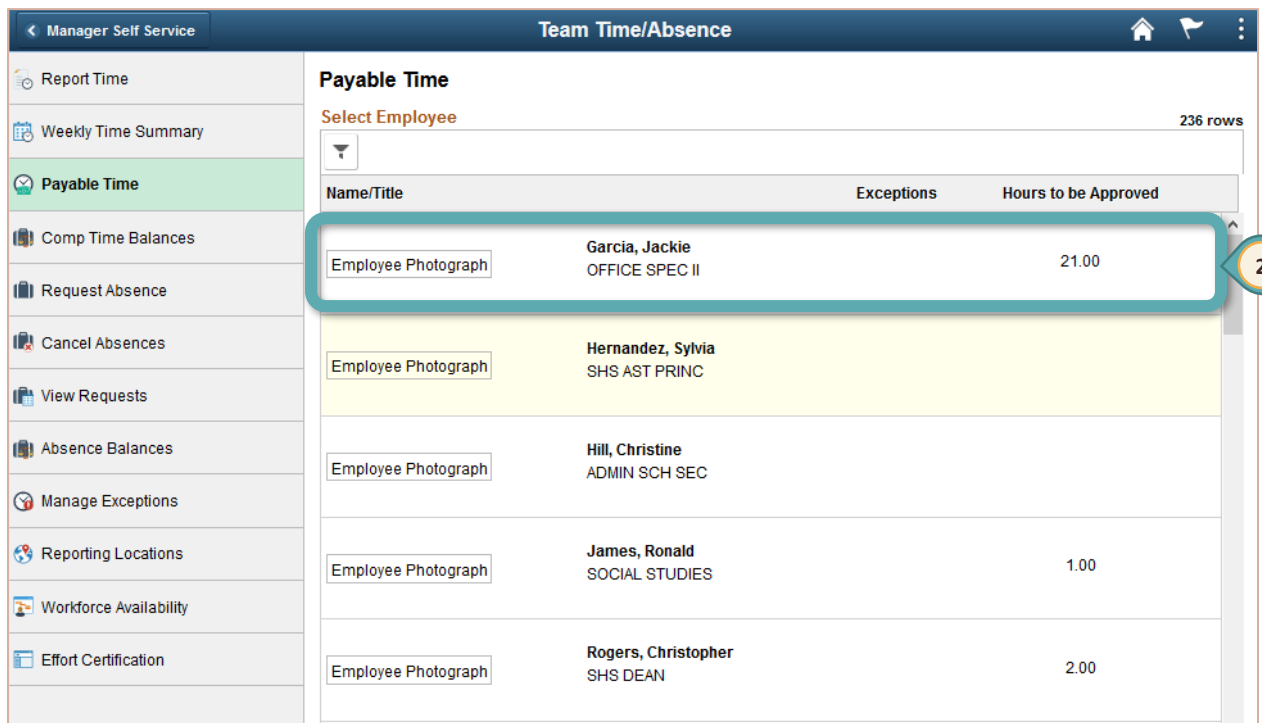 Manager Self Service
Team Time/Absence
Report Time
Weekly Time Summary
Payable Time
Comp Time Balances
Request Absence
Cancel Absences
View Requests
Absence Balances
Manage Exceptions
Reporting Locations
Workforce Availability
Effort Certification
Payable Time
Select Employee
236 rows
Name/Title Exceptions Hours to be Approved
Employee Photograph
Garcia, Jackie
OFFICE SPEC II
21.00
2
Employee Photograph
Hernandez, Sylvia
SHS AST PRINC
Employee Photograph
Hill, Christine
ADMIN SCH SEC
Employee Photograph
James, Ronald
SOCIAL STUDIES
1.00
Employee Photograph
Rogers, Christopher
SHS DEAN
2.00